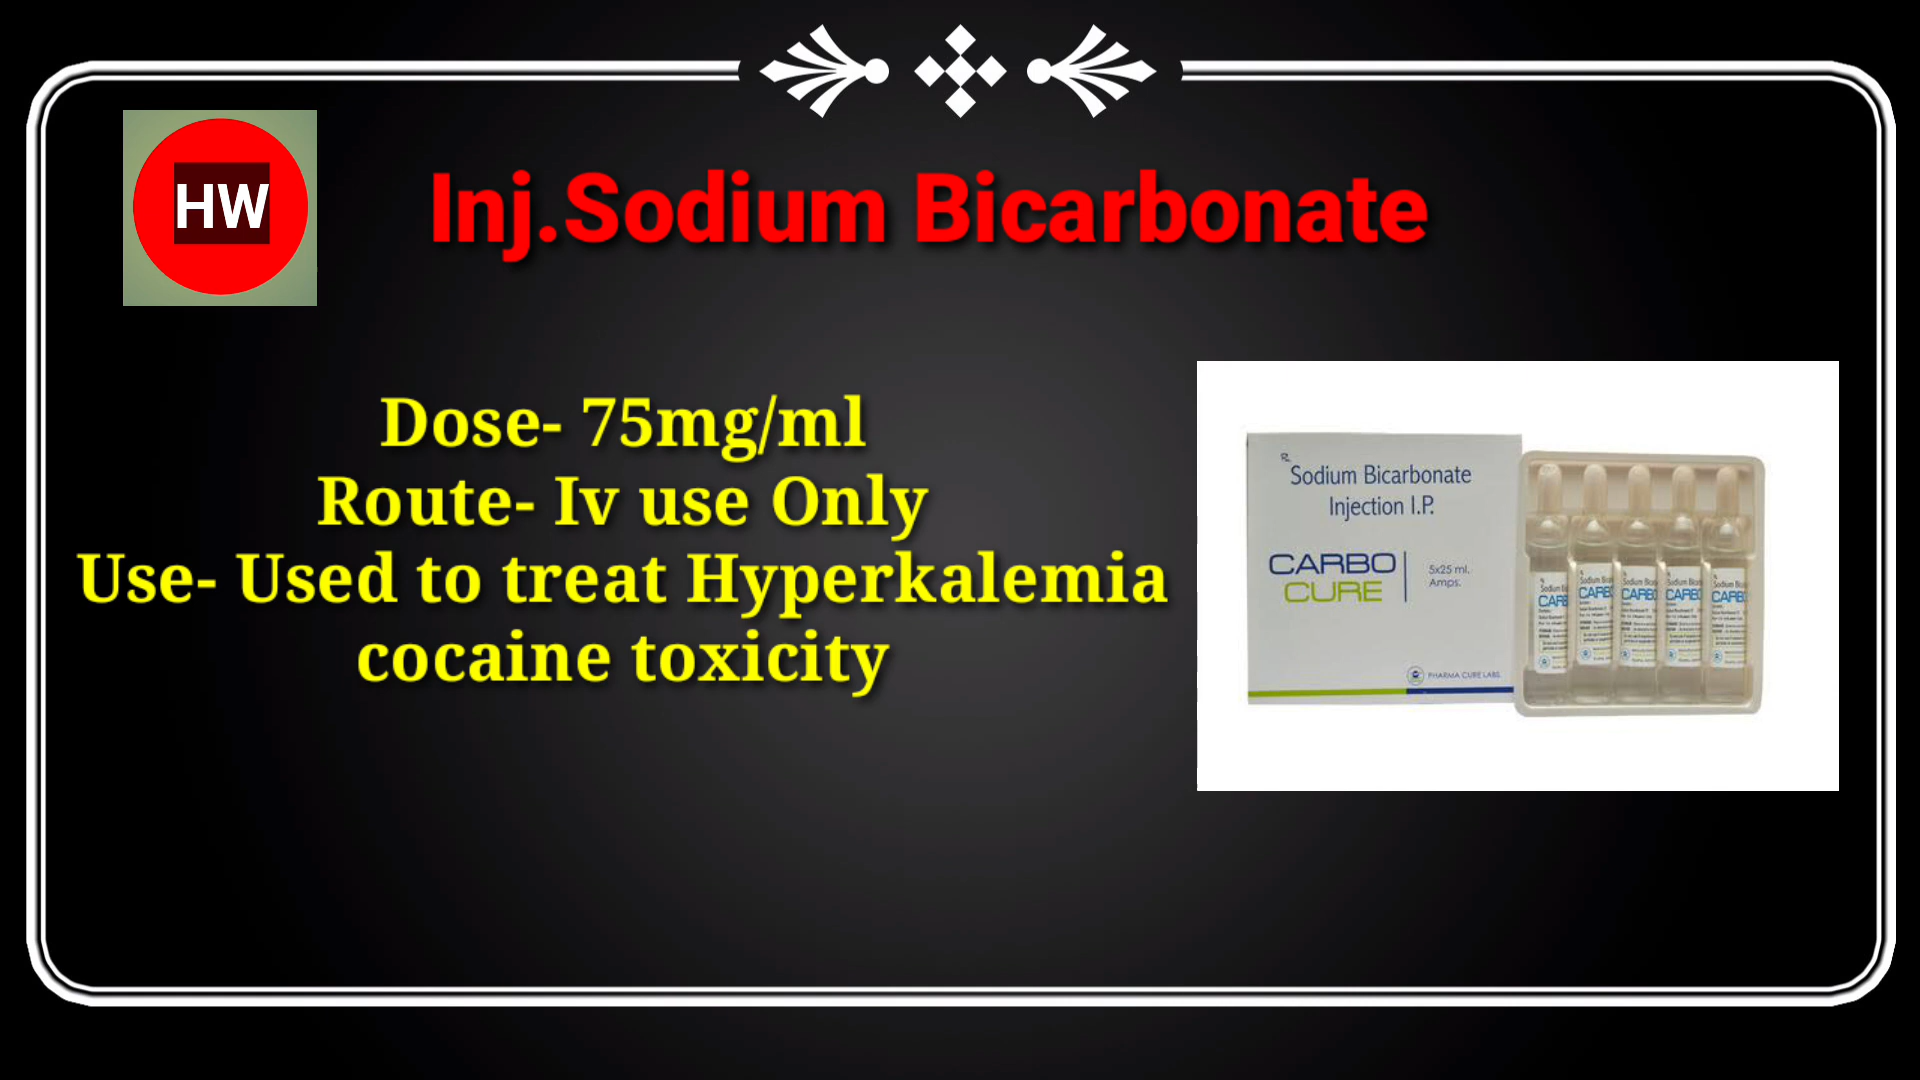 HW
Inj.Sodium Bicarbonate
Dose- 75mg/ml
Route- Iv use Only
Use- Used to treat Hyperkalemia
cocaine toxicity
Rx
Sodium Bicarbonate
Injection I.P.
CARBO
CURE
5x25 ml.
Amps.
PHARMA CURE LABS.